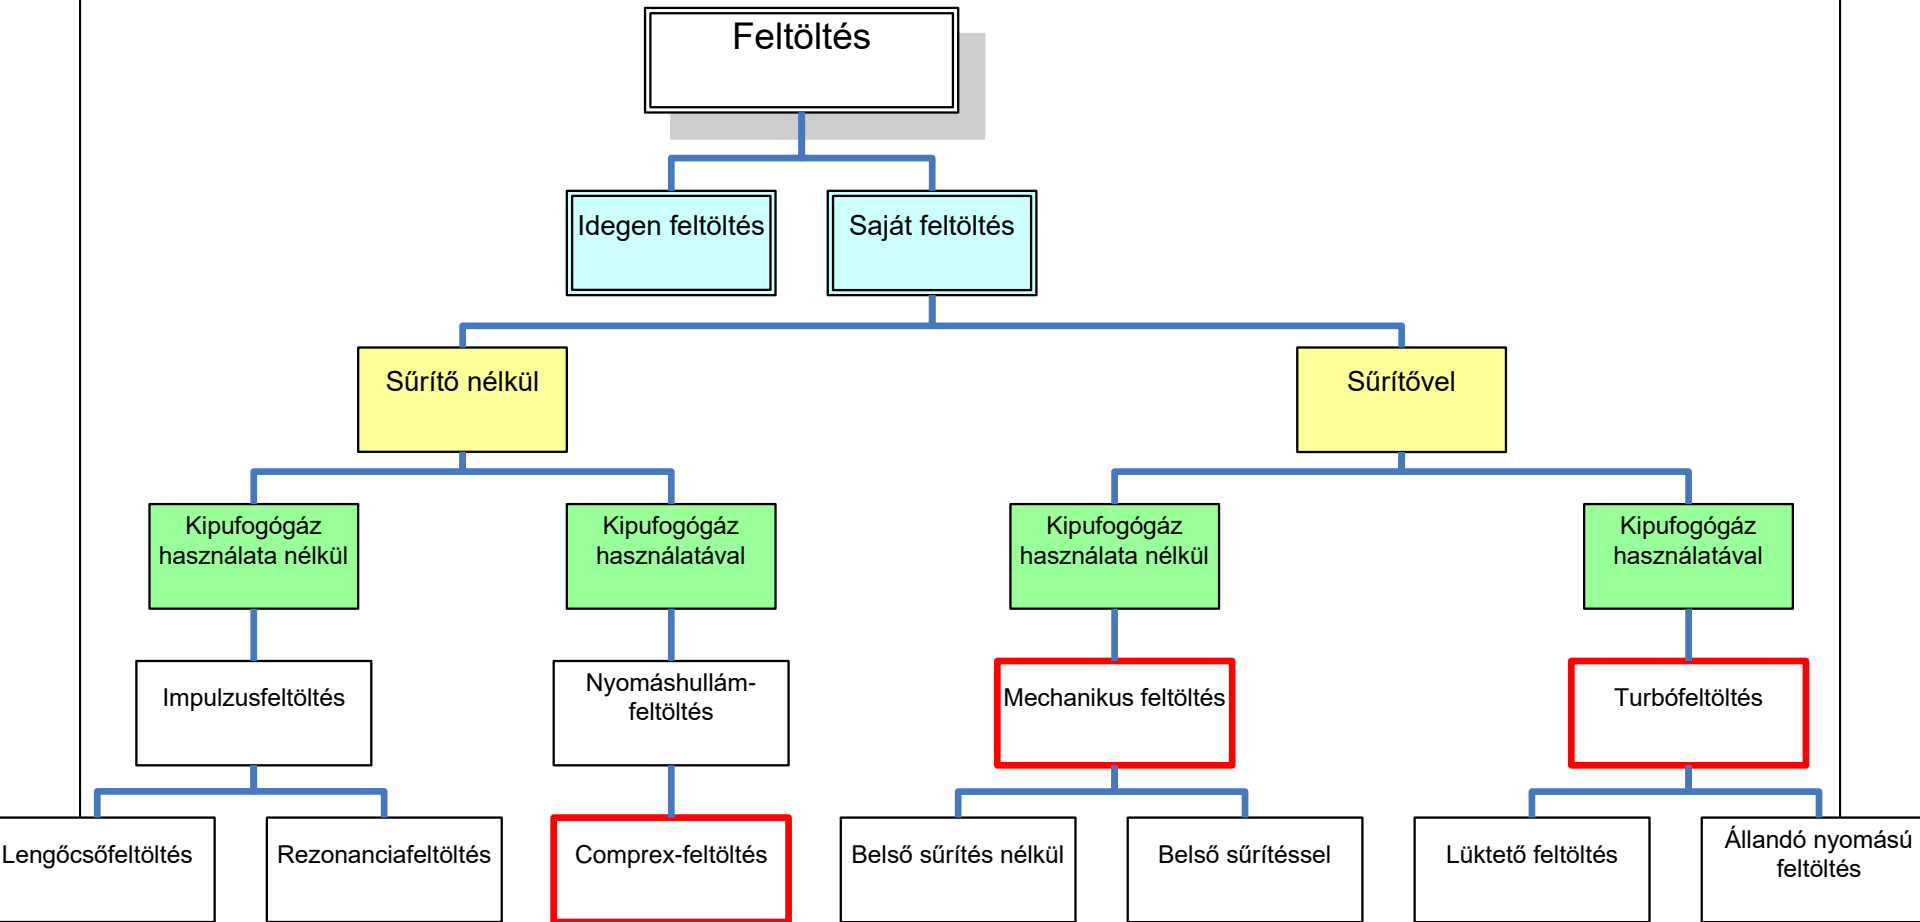 Feltöltés
Idegen feltöltés
Saját feltöltés
Sűrítő nélkül
Sűrítővel
Kipufogógáz
használata nélkül
Kipufogógáz
használatával
Kipufogógáz
használata nélkül
Kipufogógáz
használatával
Impulzusfeltöltés
Nyomáshullám-
feltöltés
Mechanikus feltöltés
Turbófeltöltés
Lengőcsőfeltöltés
Rezonanciafeltöltés
Comprex-feltöltés
Belső sűrítés nélkül
Belső sűrítéssel
Lüktető feltöltés
Állandó nyomású
feltöltés